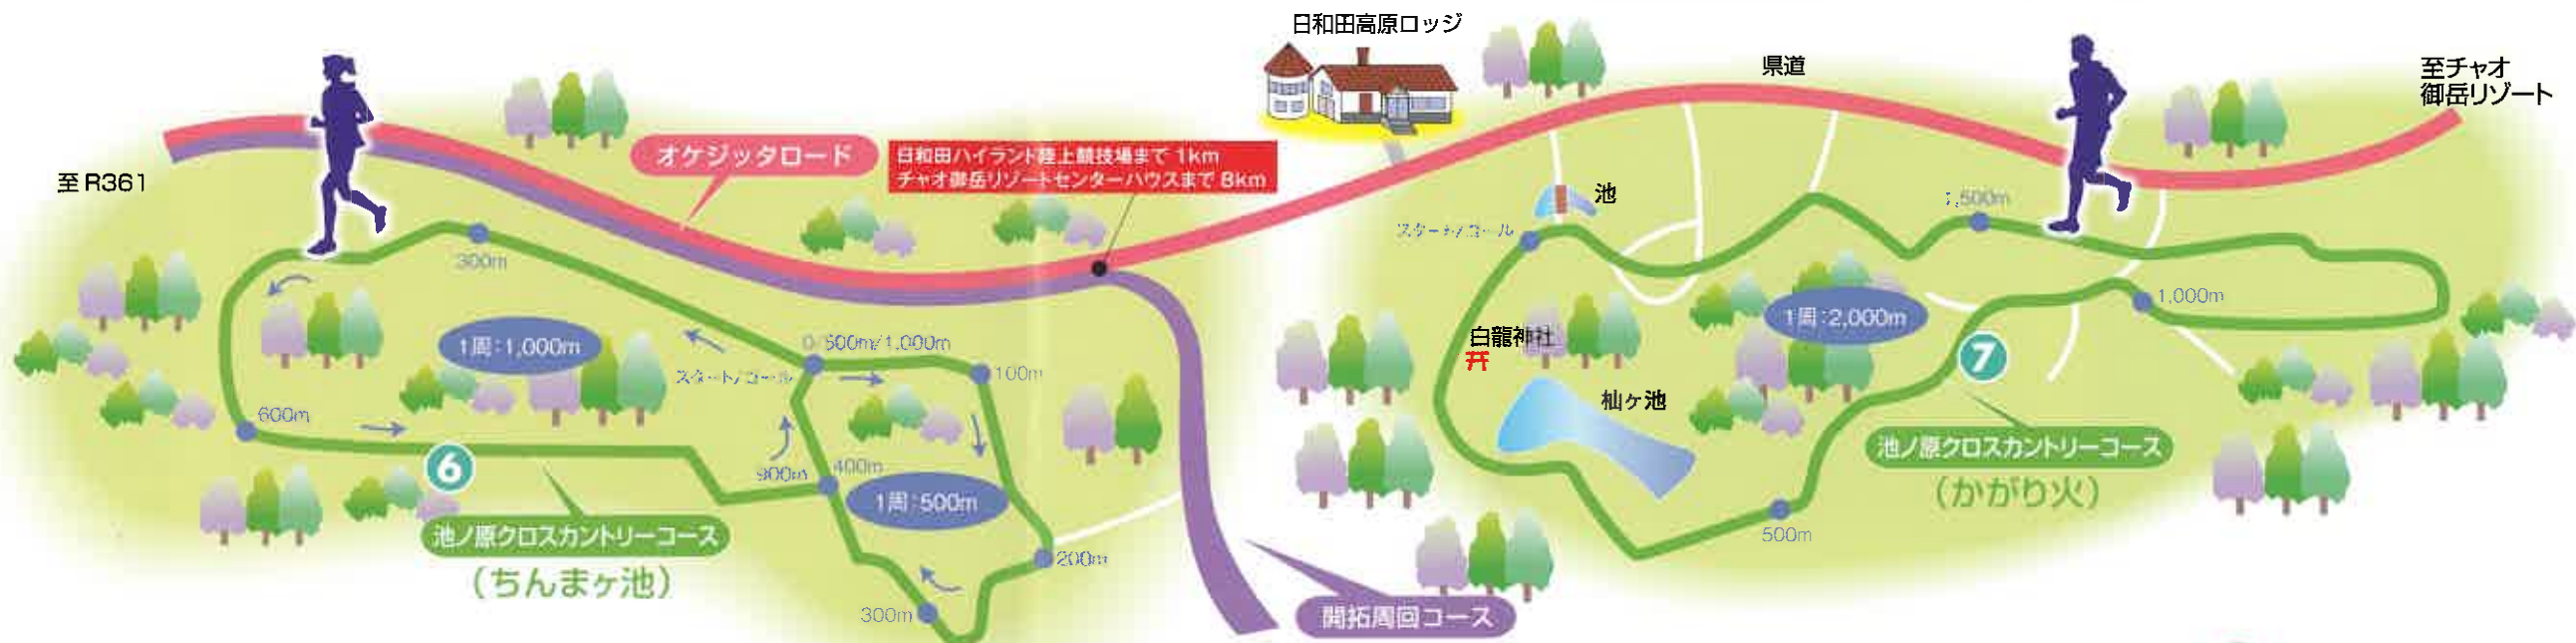 日和田高原ロッジ
県道
至チャオ
御岳リゾート
オケジッタロード
日和田ハイランド陸上競技場まで 1km
チャオ御岳リゾートセンターハウスまで 8km
至 R361
池
1,500m
スタート/ゴール
300m
1周:1,000m
0/500m/1,000m
スタート/ゴール
100m
600m
400m
900m
1周:500m
200m
300m
6
池ノ原クロスカントリーコース
(ちんまヶ池)
開拓周回コース
1周:2,000m
1,000m
白龍神社
杣ヶ池
7
池ノ原クロスカントリーコース
(かがり火)
500m